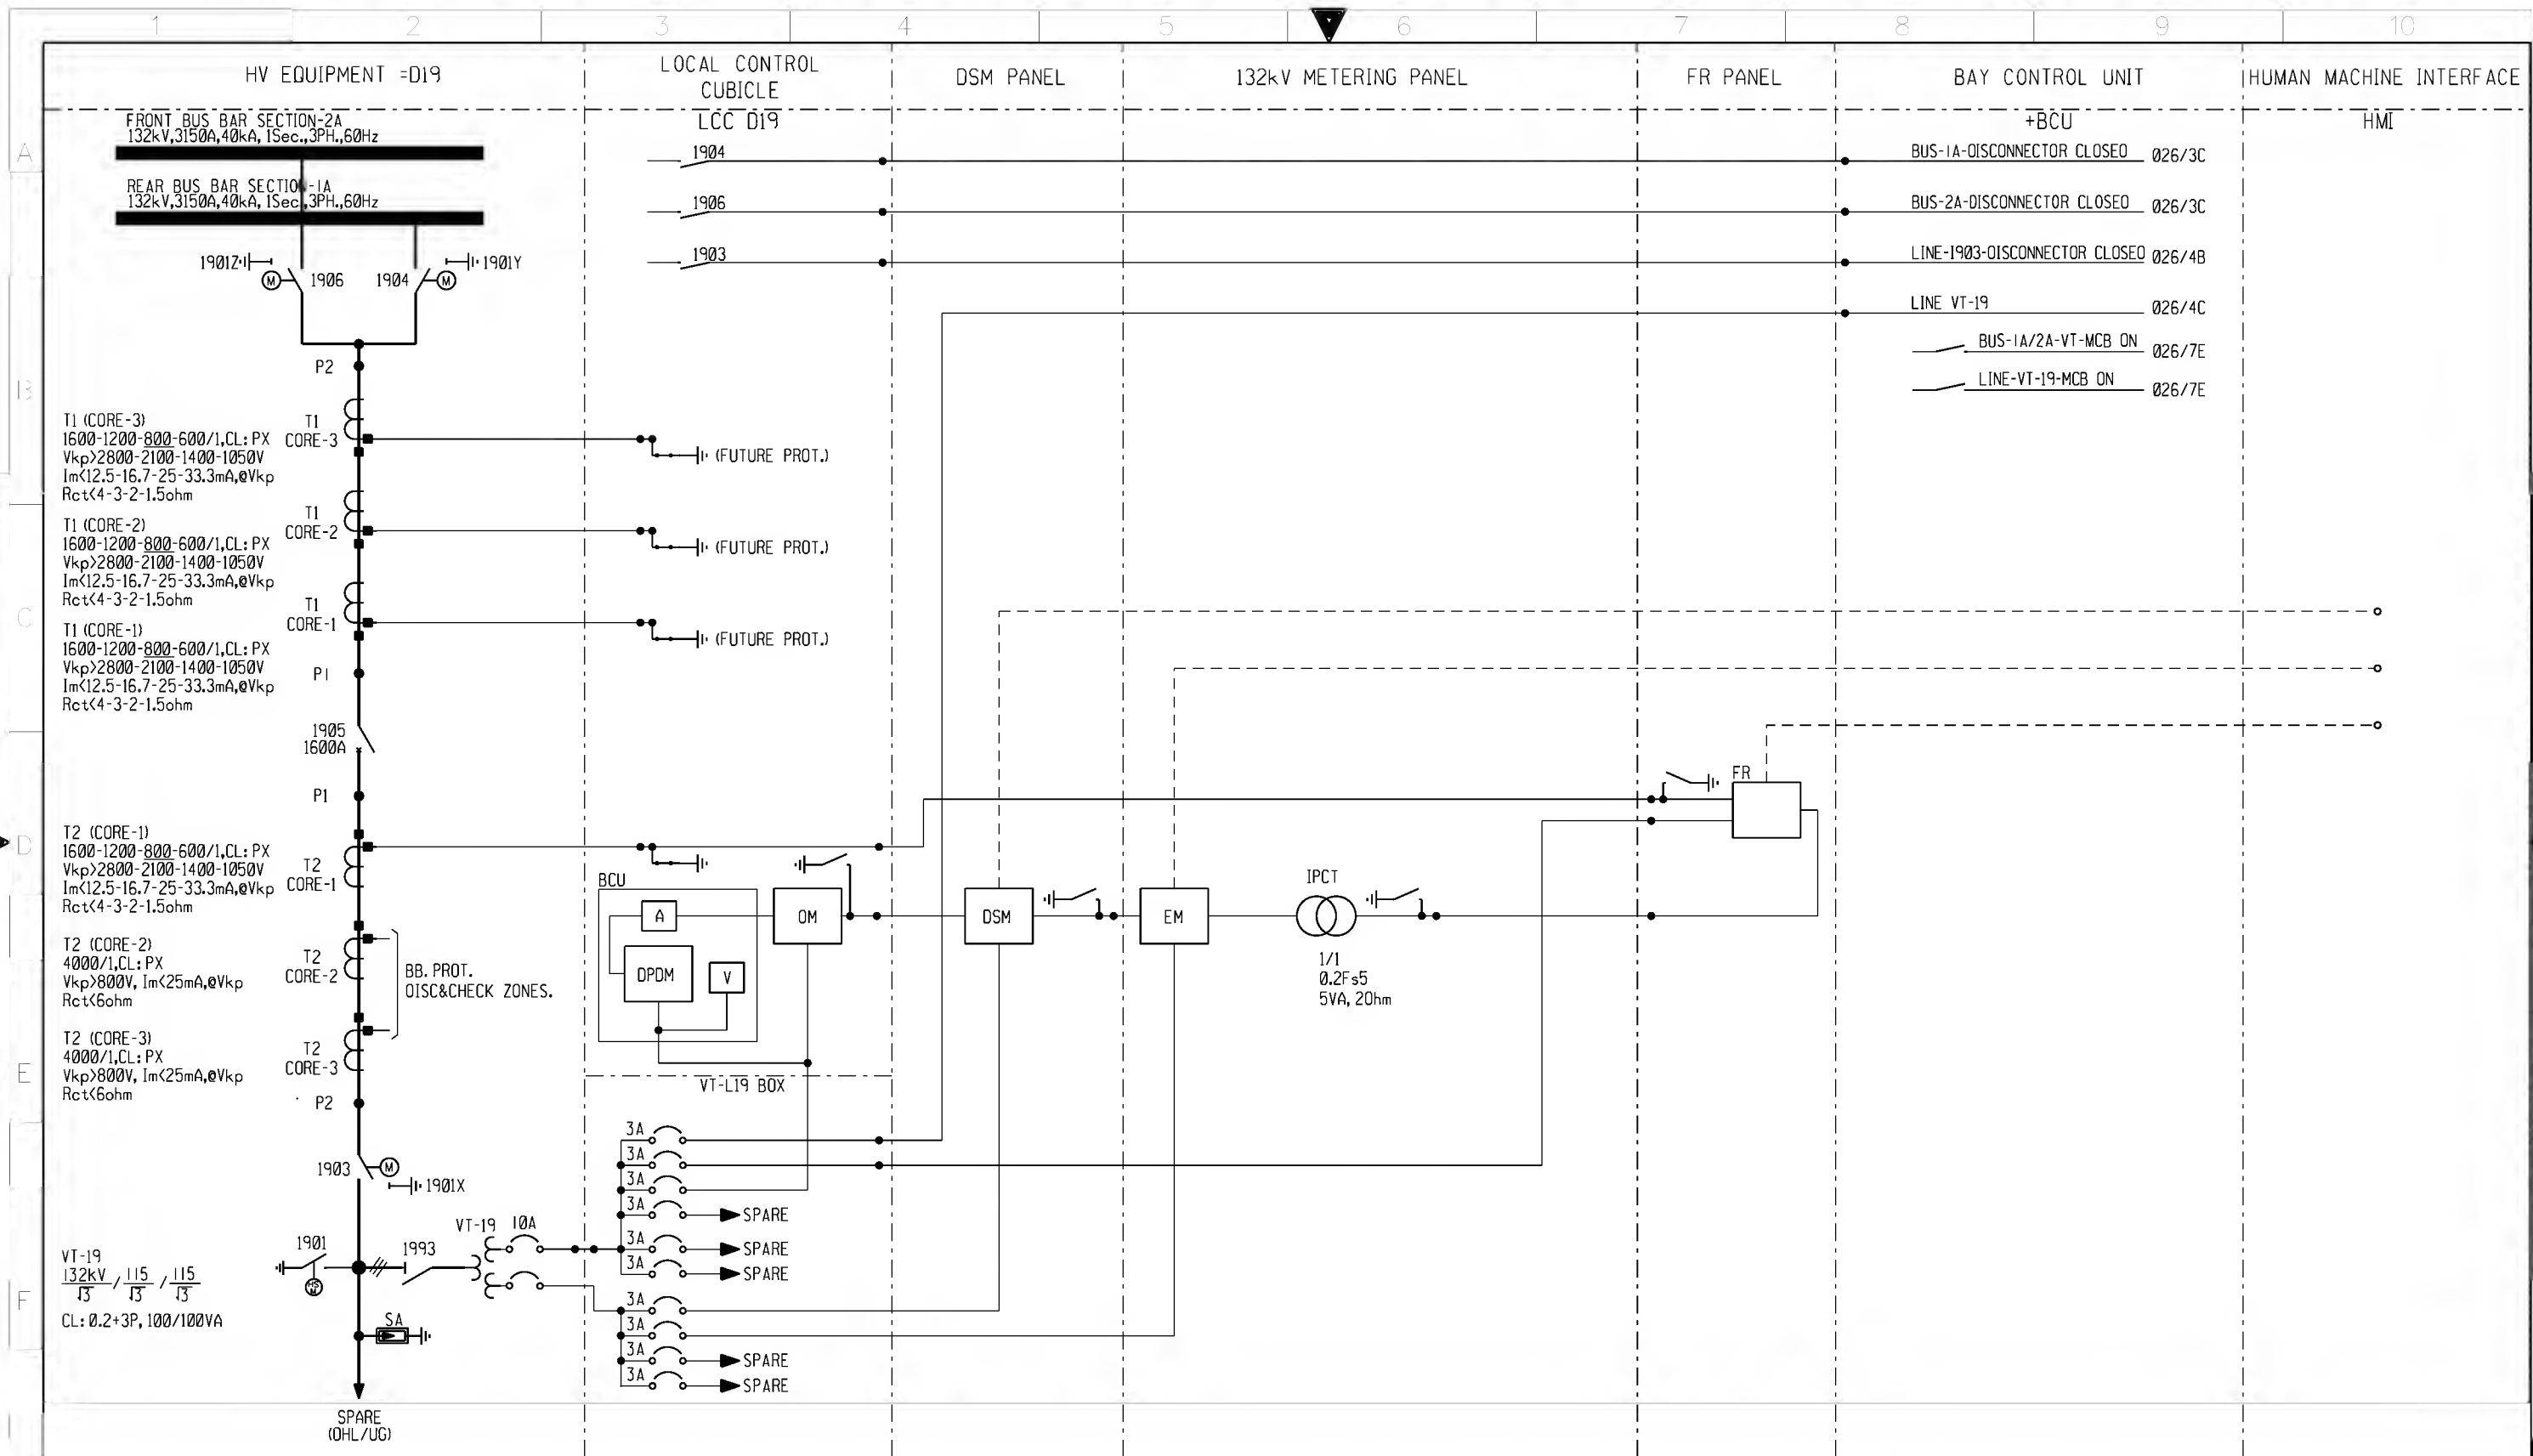 1 2 3 4 5 6 7 8 9 10
HV EQUIPMENT =D19
LOCAL CONTROL
CUBICLE
DSM PANEL
132kV METERING PANEL
FR PANEL
BAY CONTROL UNIT
HUMAN MACHINE INTERFACE
LCC D19
+BCU
HMI
A
B
C
D
E
F
FRONT BUS BAR SECTION-2A
132kV,3150A,40kA,1Sec.,3PH.,60Hz
REAR BUS BAR SECTION-1A
132kV,3150A,40kA,1Sec.,3PH.,60Hz
1901Z
1906
1904
1901Y
M
M
P2
T1 (CORE-3)
1600-1200-800-600/1,CL:PX
Vkp>2800-2100-1400-1050V
Im<12.5-16.7-25-33.3mA,@Vkp
Rct<4-3-2-1.5ohm
T1
CORE-3
T1 (CORE-2)
1600-1200-800-600/1,CL:PX
Vkp>2800-2100-1400-1050V
Im<12.5-16.7-25-33.3mA,@Vkp
Rct<4-3-2-1.5ohm
T1
CORE-2
T1 (CORE-1)
1600-1200-800-600/1,CL:PX
Vkp>2800-2100-1400-1050V
Im<12.5-16.7-25-33.3mA,@Vkp
Rct<4-3-2-1.5ohm
T1
CORE-1
P1
1905
1600A
P1
T2 (CORE-1)
1600-1200-800-600/1,CL:PX
Vkp>2800-2100-1400-1050V
Im<12.5-16.7-25-33.3mA,@Vkp
Rct<4-3-2-1.5ohm
T2
CORE-1
T2 (CORE-2)
4000/1,CL:PX
Vkp>800V, Im<25mA,@Vkp
Rct<6ohm
T2
CORE-2
T2 (CORE-3)
4000/1,CL:PX
Vkp>800V, Im<25mA,@Vkp
Rct<6ohm
T2
CORE-3
BB. PROT.
OISC&CHECK ZONES.
P2
1903
M
1901X
1901
1993
VT-19
10A
VT-19
132kV/√3 / 115/√3 / 115/√3
CL: 0.2+3P, 100/100VA
SA
SPARE
(OHL/UG)
1904
1906
1903
(FUTURE PROT.)
(FUTURE PROT.)
(FUTURE PROT.)
BCU
A
DPDM
V
OM
VT-L19 BOX
3A
3A
3A
3A
SPARE
3A
SPARE
3A
SPARE
3A
3A
3A
SPARE
3A
SPARE
DSM
EM
IPCT
1/1
0.2Fs5
5VA, 2Ohm
FR
BUS-1A-OISCONNECTOR CLOSEO 026/3C
BUS-2A-DISCONNECTOR CLOSEO 026/3C
LINE-1903-OISCONNECTOR CLOSEO 026/4B
LINE VT-19 026/4C
BUS-1A/2A-VT-MCB ON 026/7E
LINE-VT-19-MCB ON 026/7E